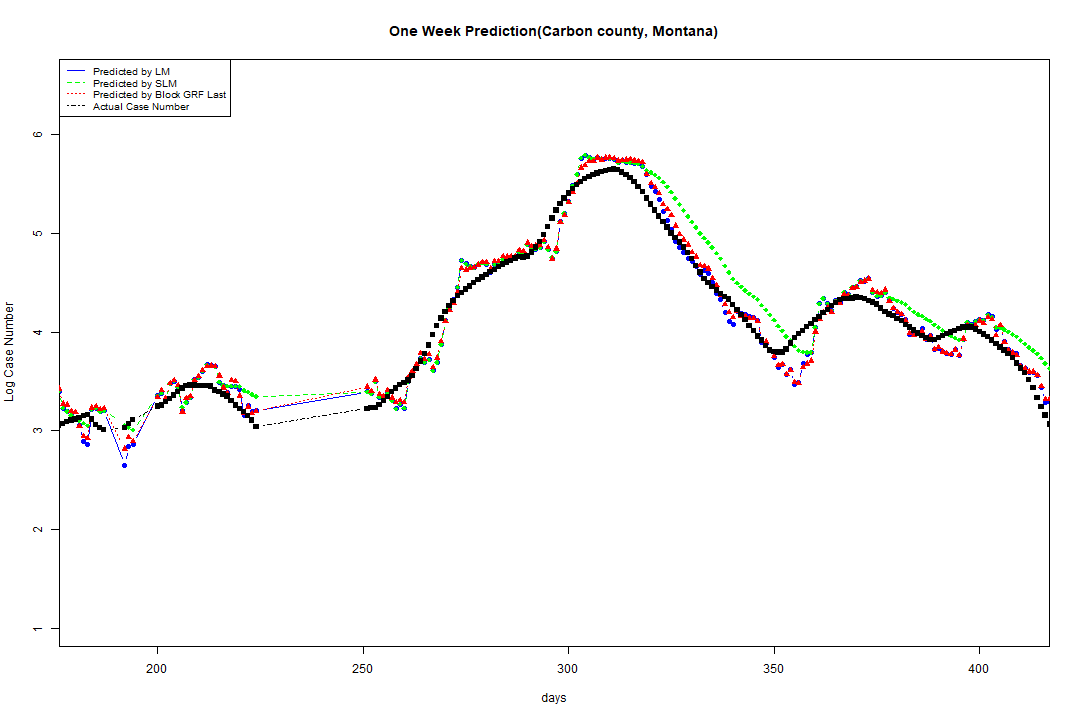 One Week Prediction(Carbon county, Montana)
Predicted by LM
Predicted by SLM
Predicted by Block GRF Last
Actual Case Number
Log Case Number
6
5
4
3
2
1
200 250 300 350 400
days